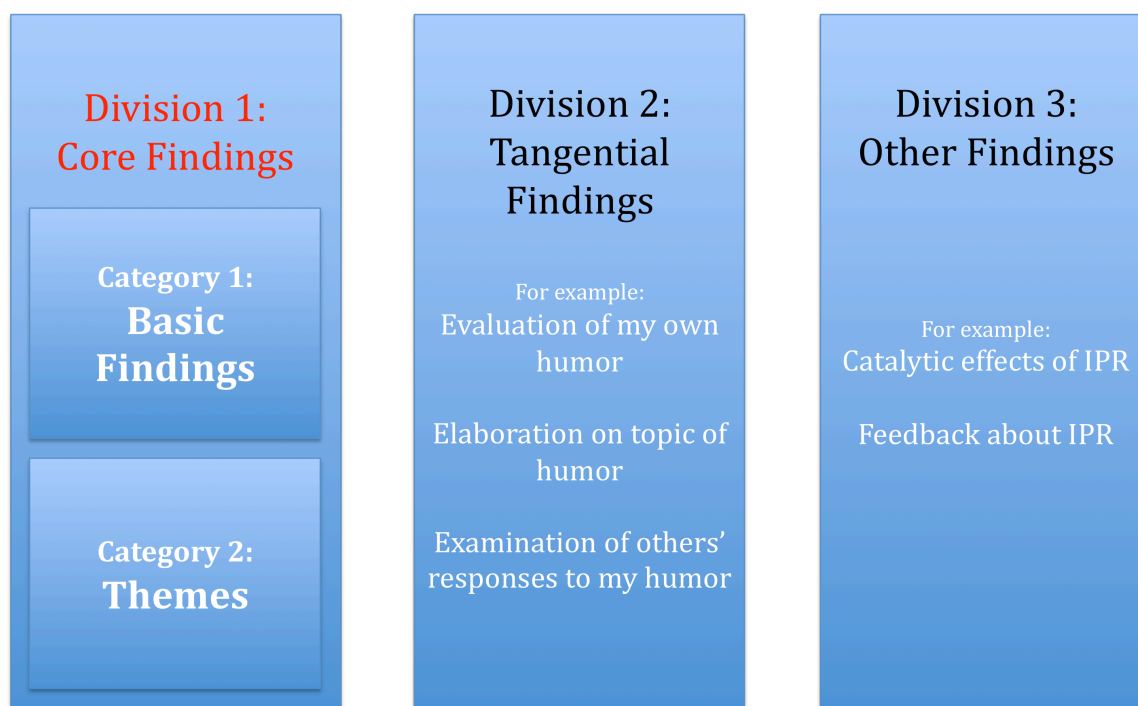 Division 1:
Core Findings
Category 1:
Basic
Findings
Category 2:
Themes
Division 2:
Tangential
Findings
For example:
Evaluation of my own
humor
Elaboration on topic of
humor
Examination of others’
responses to my humor
Division 3:
Other Findings
For example:
Catalytic effects of IPR
Feedback about IPR